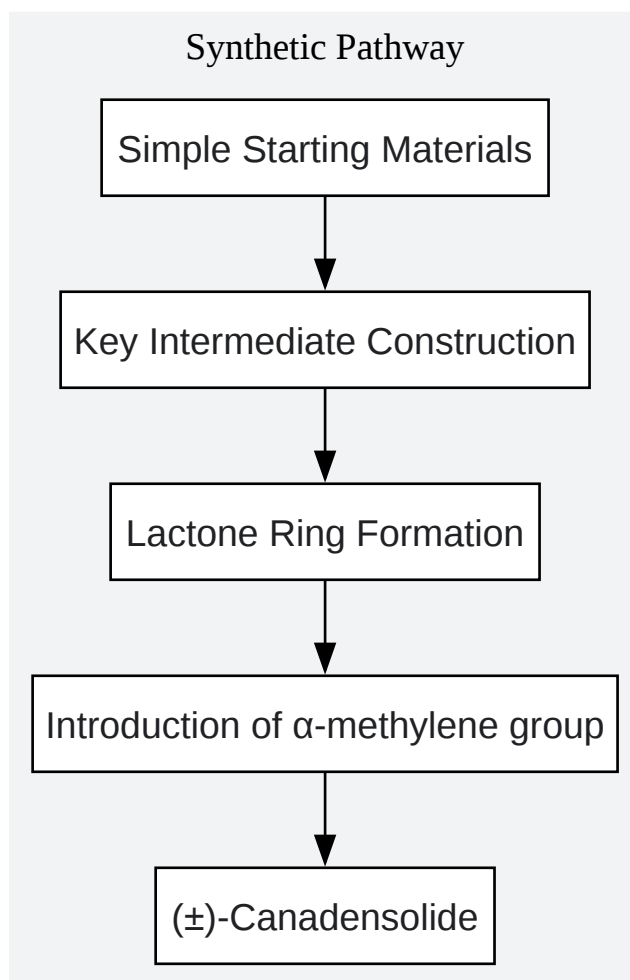 Synthetic Pathway
Simple Starting Materials
Key Intermediate Construction
Lactone Ring Formation
Introduction of α-methylene group
(±)-Canadensolide